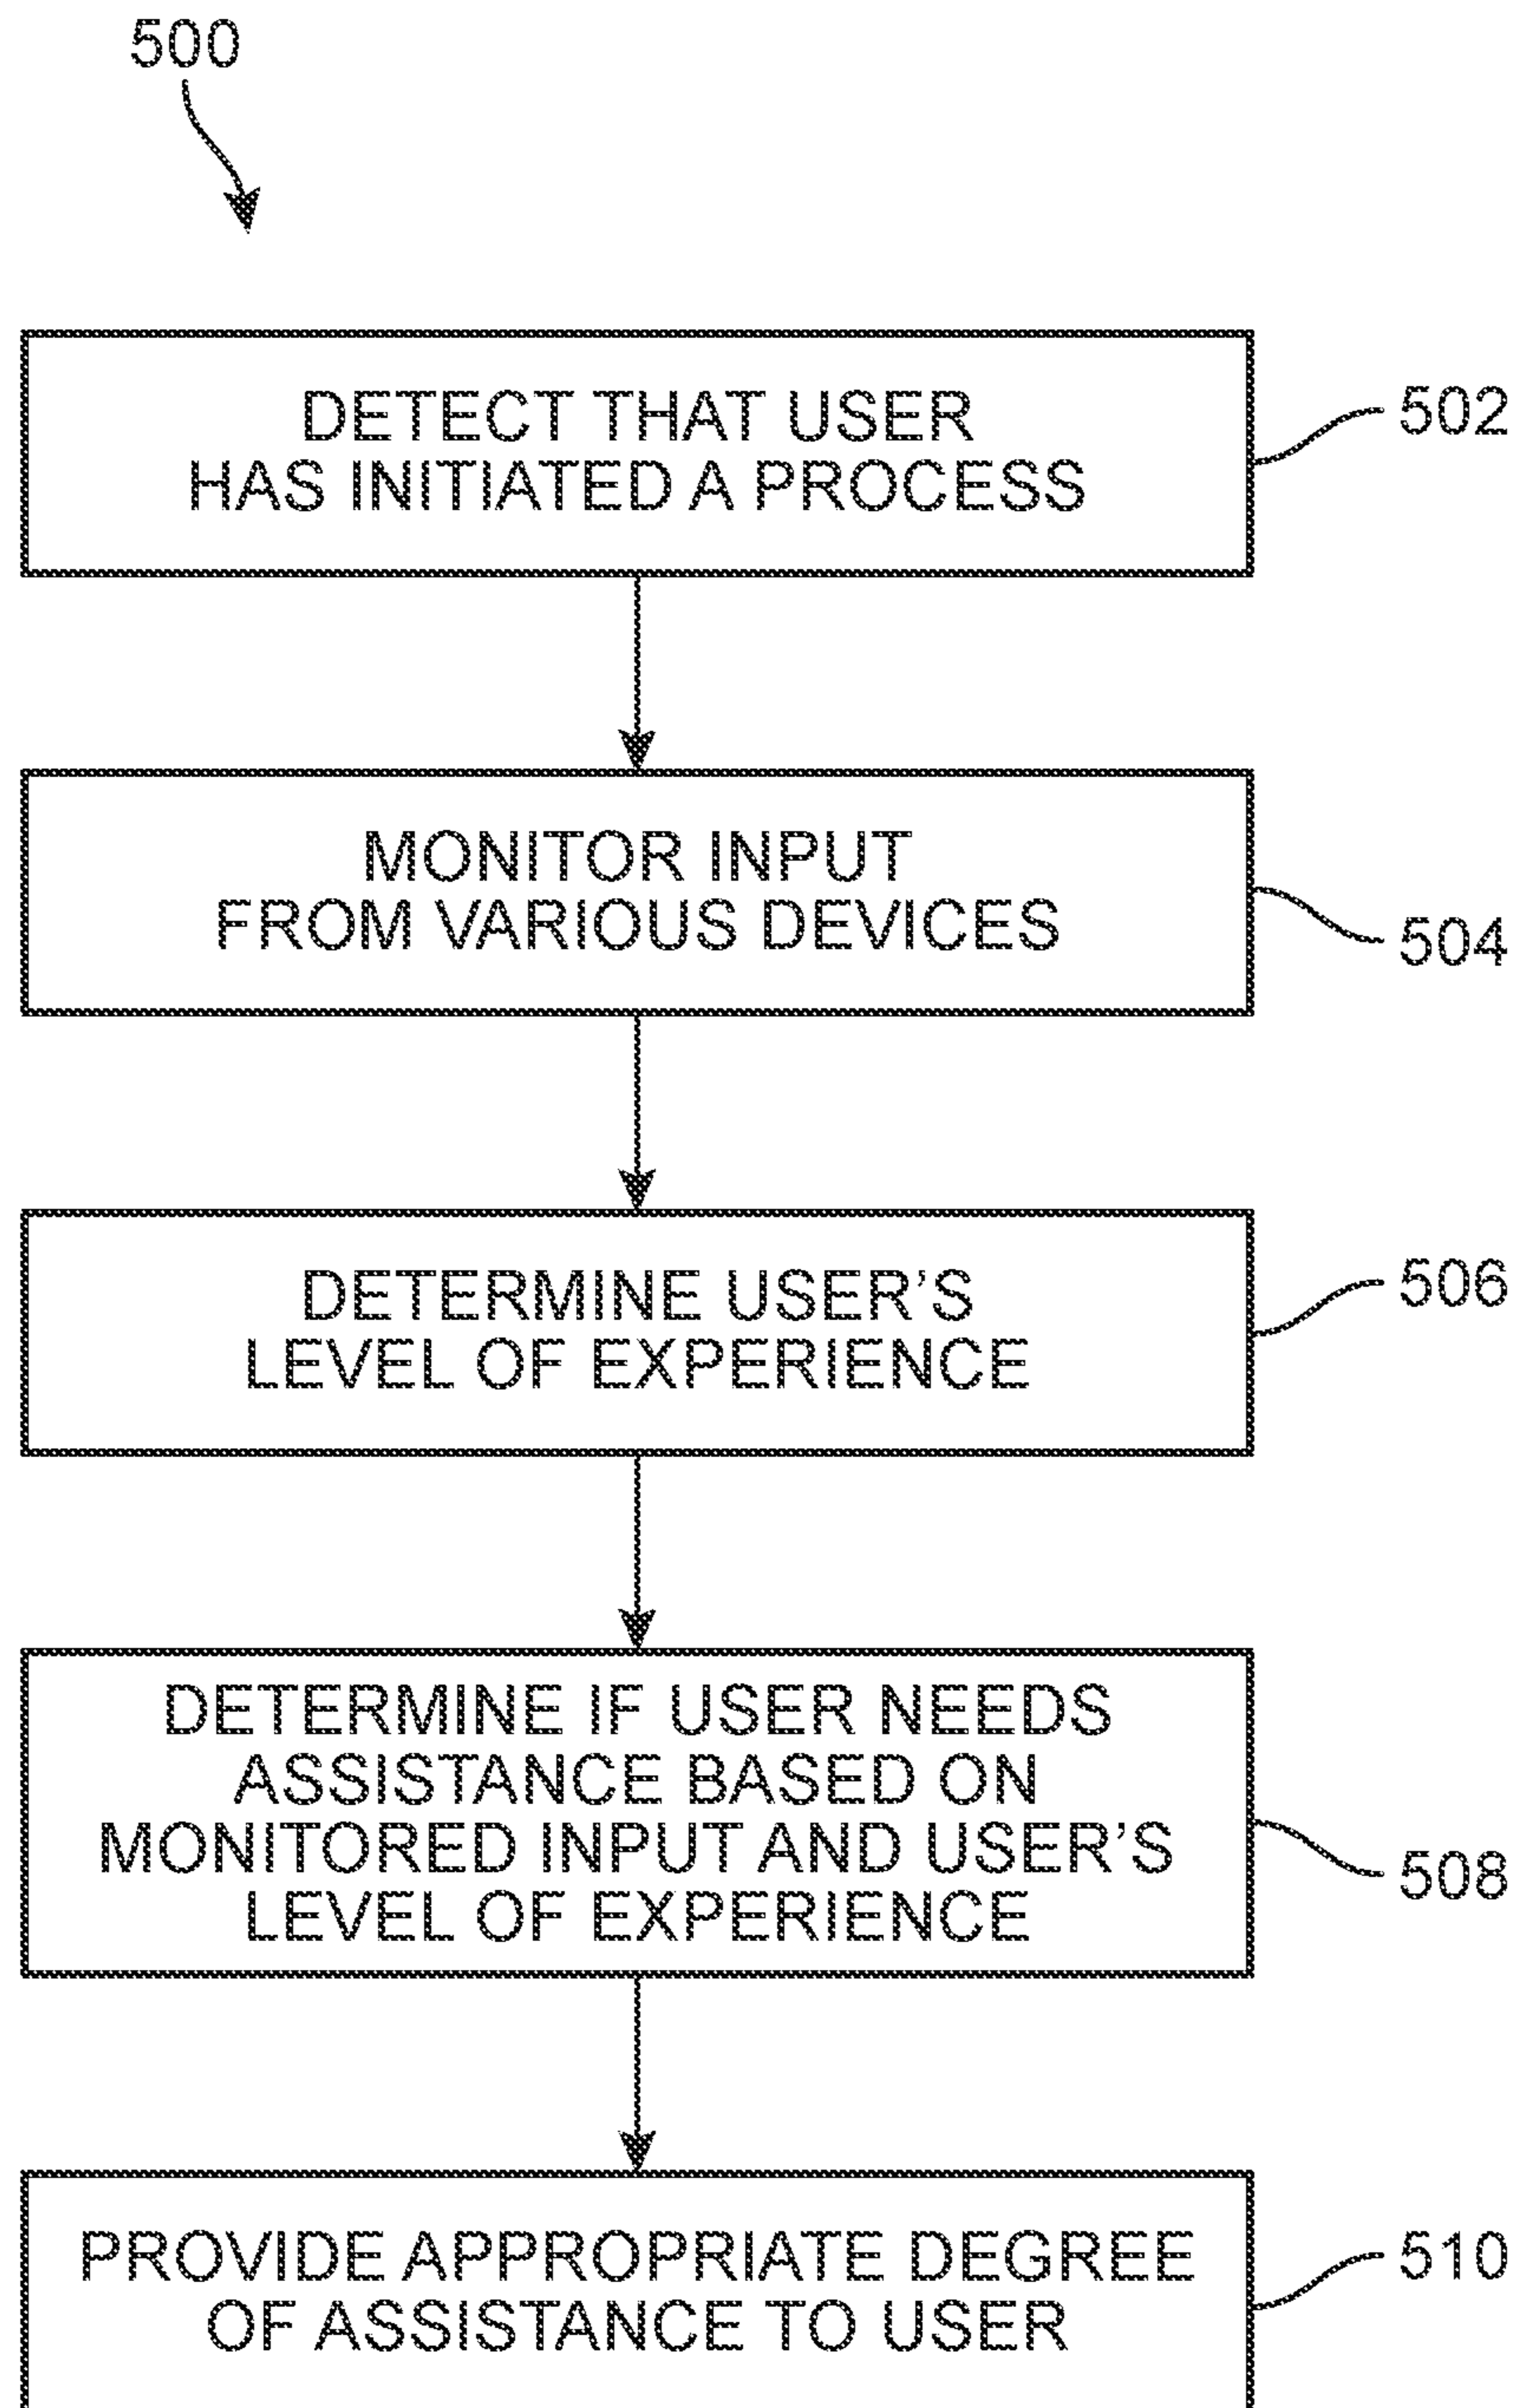 500
DETECT THAT USER
HAS INITIATED A PROCESS
502
MONITOR INPUT
FROM VARIOUS DEVICES
504
DETERMINE USER’S
LEVEL OF EXPERIENCE
506
DETERMINE IF USER NEEDS
ASSISTANCE BASED ON
MONITORED INPUT AND USER’S
LEVEL OF EXPERIENCE
508
PROVIDE APPROPRIATE DEGREE
OF ASSISTANCE TO USER
510